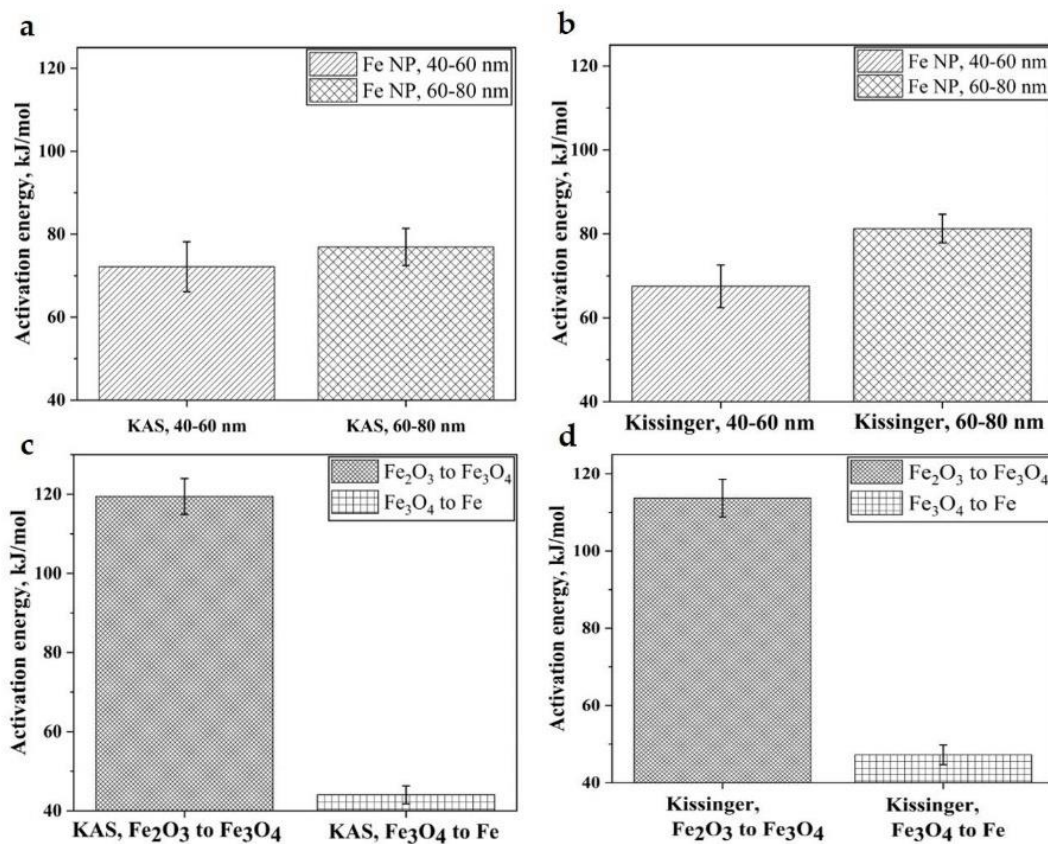 a
Fe NP, 40-60 nm
Fe NP, 60-80 nm
Activation energy, kJ/mol
120
100
80
60
40
KAS, 40-60 nm
KAS, 60-80 nm
b
Fe NP, 40-60 nm
Fe NP, 60-80 nm
Activation energy, kJ/mol
120
100
80
60
40
Kissinger, 40-60 nm
Kissinger, 60-80 nm
c
Fe₂O₃ to Fe₃O₄
Fe₃O₄ to Fe
Activation energy, kJ/mol
120
100
80
60
40
KAS, Fe₂O₃ to Fe₃O₄
KAS, Fe₃O₄ to Fe
d
Fe₂O₃ to Fe₃O₄
Fe₃O₄ to Fe
Activation energy, kJ/mol
120
100
80
60
40
Kissinger,
Fe₂O₃ to Fe₃O₄
Kissinger,
Fe₃O₄ to Fe